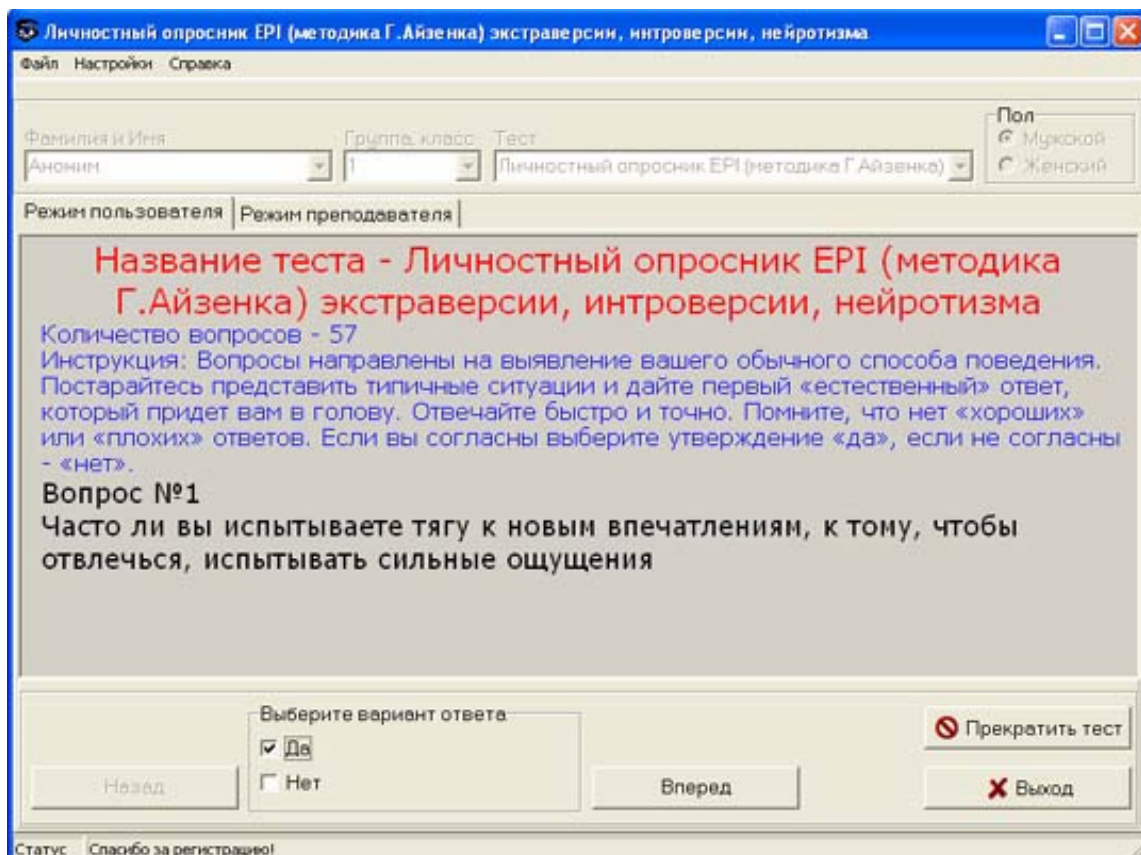 Личностный опросник EPI (методика Г.Айзенка) экстраверсии, интроверсии, нейротизма
Файл Настройки Справка
Пол
Фамилия и Имя Группа, класс Тест
Мужской
Аноним 1 Личностный опросник EPI (методика Г.Айзенка)
Женский
Режим пользователя Режим преподавателя
Название теста - Личностный опросник EPI (методика
Г.Айзенка) экстраверсии, интроверсии, нейротизма
Количество вопросов - 57
Инструкция: Вопросы направлены на выявление вашего обычного способа поведения.
Постарайтесь представить типичные ситуации и дайте первый «естественный» ответ,
который придет вам в голову. Отвечайте быстро и точно. Помните, что нет «хороших»
или «плохих» ответов. Если вы согласны выберите утверждение «да», если не согласны
- «нет».
Вопрос №1
Часто ли вы испытываете тягу к новым впечатлениям, к тому, чтобы
отвлечься, испытывать сильные ощущения
Выберите вариант ответа
Да
Прекратить тест
Назад Нет Вперед Выход
Статус Спасибо за регистрацию!